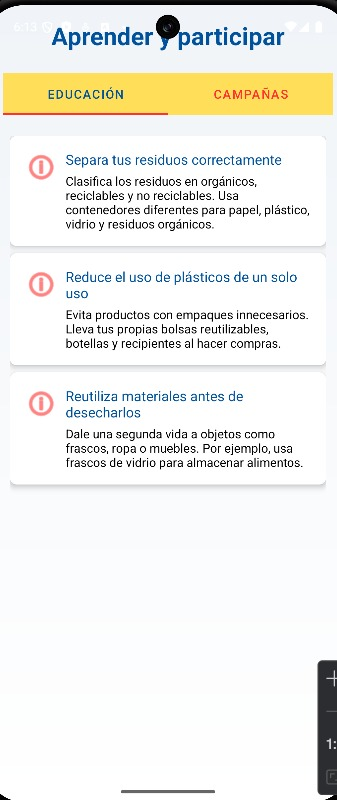 6:13
Aprender y participar
EDUCACIÓN
CAMPAÑAS
Separa tus residuos correctamente
Clasifica los residuos en orgánicos,
reciclables y no reciclables. Usa
contenedores diferentes para papel, plástico,
vidrio y residuos orgánicos.
Reduce el uso de plásticos de un solo
uso
Evita productos con empaques innecesarios.
Lleva tus propias bolsas reutilizables,
botellas y recipientes al hacer compras.
Reutiliza materiales antes de
desecharlos
Dale una segunda vida a objetos como
frascos, ropa o muebles. Por ejemplo, usa
frascos de vidrio para almacenar alimentos.
1: